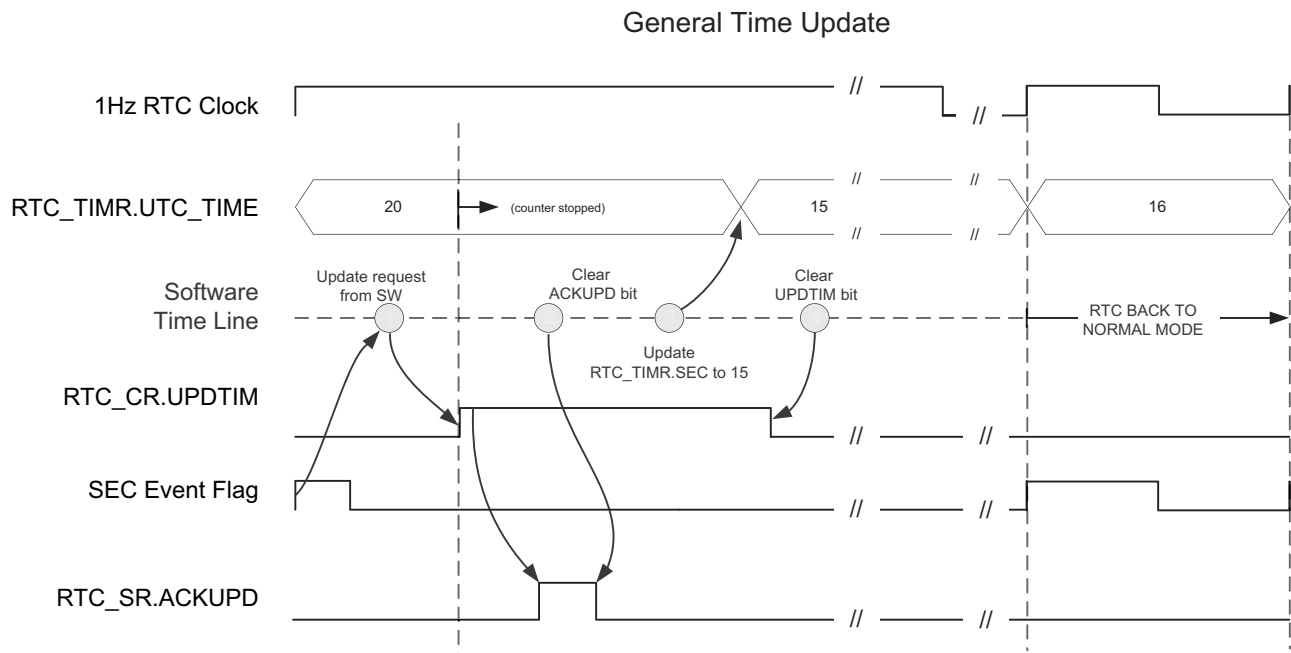 General Time Update
1Hz RTC Clock
//
//
RTC_TIMR.UTC_TIME
20
(counter stopped)
15
16
//
//
//
//
Software
Time Line
Update request
from SW
Clear
ACKUPD bit
Update
RTC_TIMR.SEC to 15
Clear
UPDTIM bit
RTC BACK TO
NORMAL MODE
RTC_CR.UPDTIM
//
//
SEC Event Flag
//
//
RTC_SR.ACKUPD
//
//